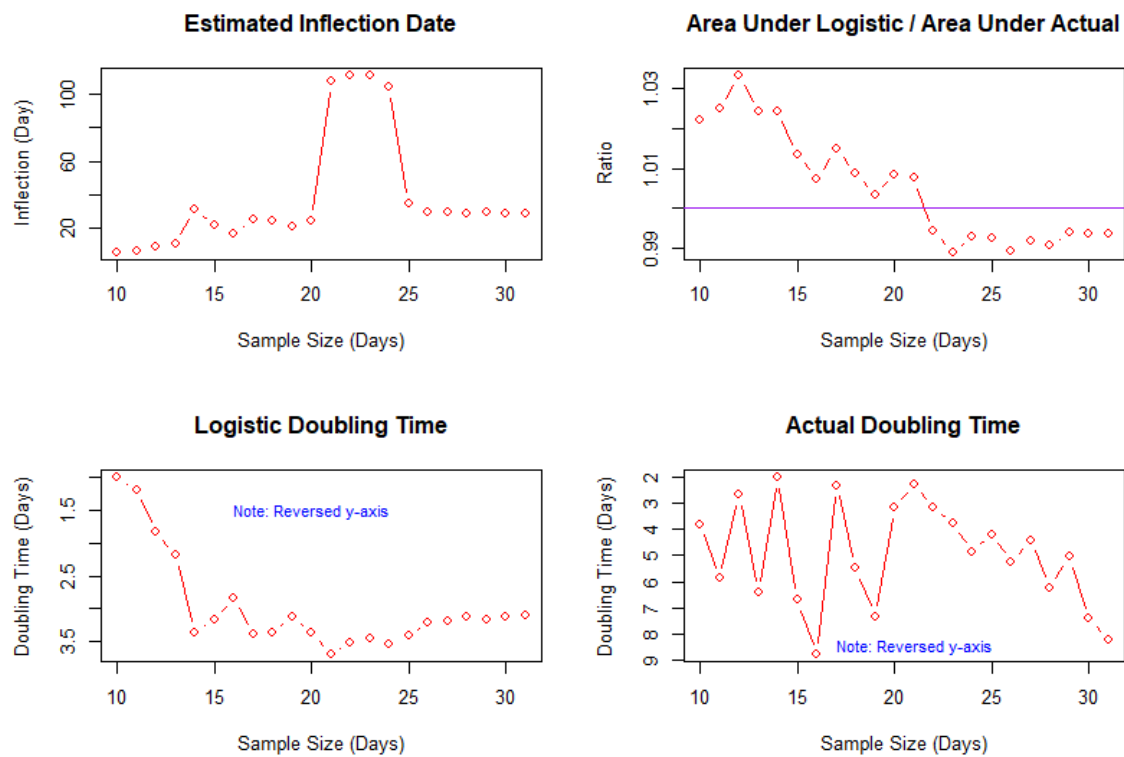 Estimated Inflection Date
Inflection (Day)
100
60
20
10 15 20 25 30
Sample Size (Days)
Area Under Logistic / Area Under Actual
Ratio
1.03
1.01
0.99
10 15 20 25 30
Sample Size (Days)
Logistic Doubling Time
Doubling Time (Days)
1.5
2.5
3.5
Note: Reversed y-axis
10 15 20 25 30
Sample Size (Days)
Actual Doubling Time
Doubling Time (Days)
2
3
4
5
6
7
8
9
Note: Reversed y-axis
10 15 20 25 30
Sample Size (Days)